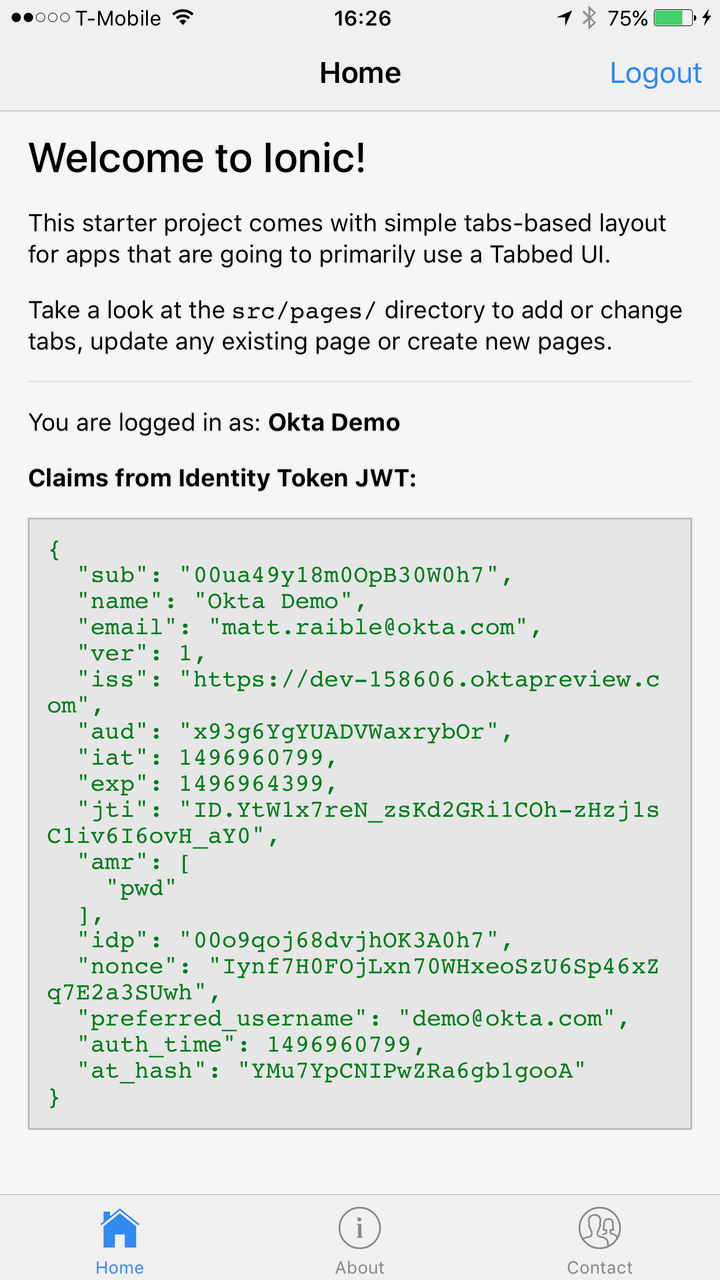 T-Mobile 16:26 75%
Home Logout
Welcome to Ionic!
This starter project comes with simple tabs-based layout
for apps that are going to primarily use a Tabbed UI.
Take a look at the src/pages/ directory to add or change
tabs, update any existing page or create new pages.
You are logged in as: Okta Demo
Claims from Identity Token JWT:
{
"sub": "00ua49y18m0OpB30W0h7",
"name": "Okta Demo",
"email": "matt.raible@okta.com",
"ver": 1,
"iss": "https://dev-158606.oktapreview.c
om",
"aud": "x93g6YgYUADVWaxrybOr",
"iat": 1496960799,
"exp": 1496964399,
"jti": "ID.YtW1x7reN_zsKd2GRi1COh-zHzj1s
C1iv6I6ovH_aY0",
"amr": [
"pwd"
],
"idp": "00o9qoj68dvjhOK3A0h7",
"nonce": "Iynf7H0FOjLxn70WHxeoSzU6Sp46xZ
q7E2a3SUwh",
"preferred_username": "demo@okta.com",
"auth_time": 1496960799,
"at_hash": "YMu7YpCNIPwZRa6gb1gooA"
}
Home About Contact